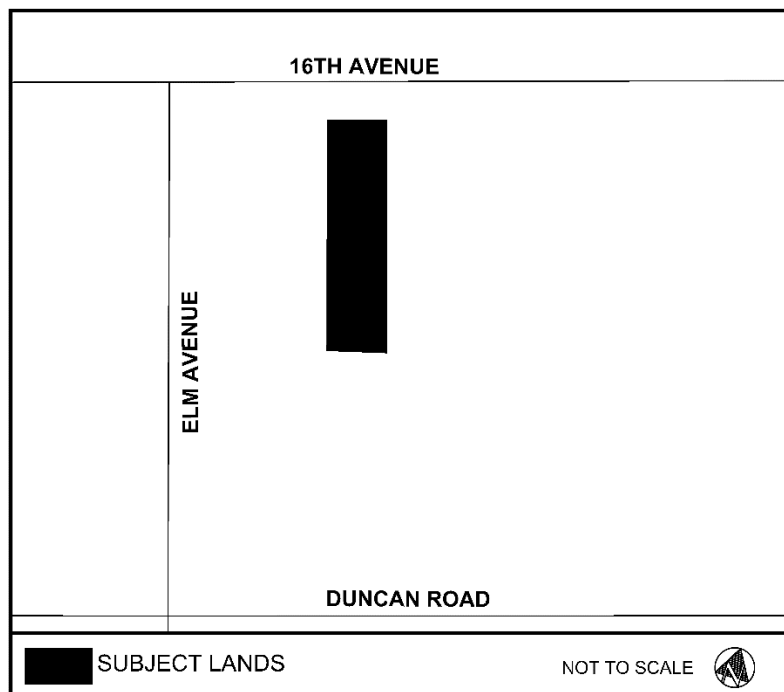 16TH AVENUE
ELM AVENUE
DUNCAN ROAD
SUBJECT LANDS
NOT TO SCALE